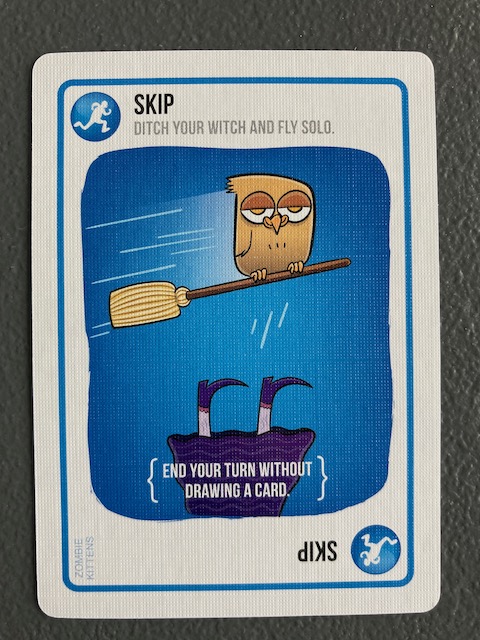 SKIP
DITCH YOUR WITCH AND FLY SOLO.
END YOUR TURN WITHOUT
DRAWING A CARD.
ZOMBIE
KITTENS
SKIP